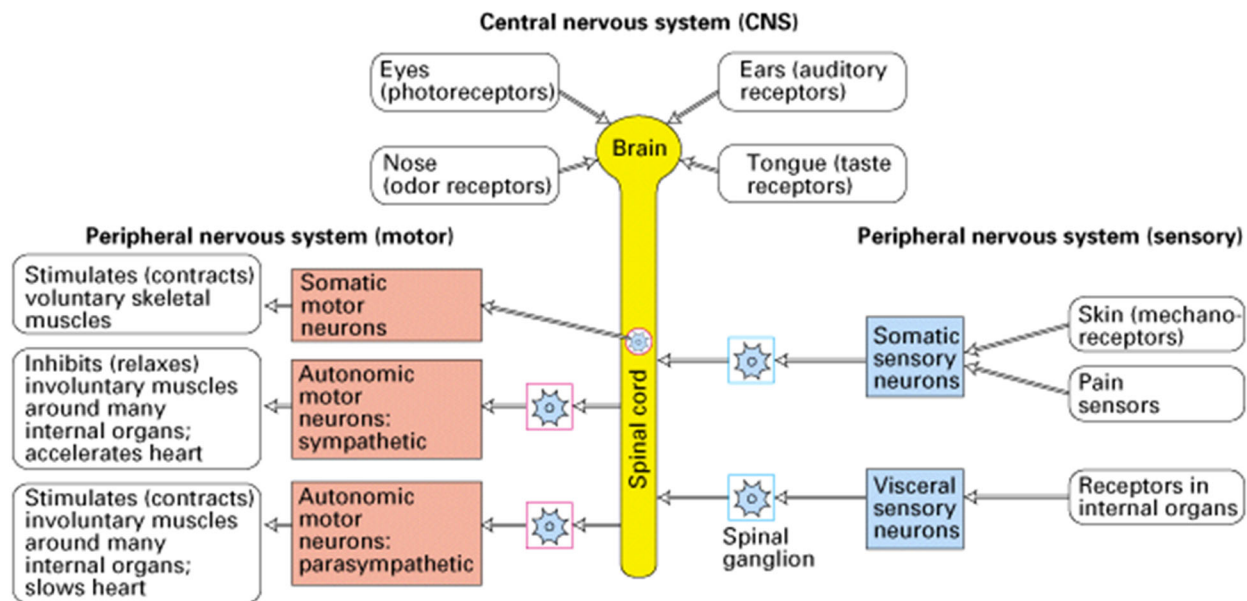 Central nervous system (CNS)
Eyes
(photoreceptors)
Ears (auditory
receptors)
Brain
Nose
(odor receptors)
Tongue (taste
receptors)
Peripheral nervous system (motor)
Peripheral nervous system (sensory)
Stimulates (contracts)
voluntary skeletal
muscles
Somatic
motor
neurons
Inhibits (relaxes)
involuntary muscles
around many
internal organs;
accelerates heart
Autonomic
motor
neurons:
sympathetic
Stimulates (contracts)
involuntary muscles
around many
internal organs;
slows heart
Autonomic
motor
neurons:
parasympathetic
Spinal cord
Spinal
ganglion
Somatic
sensory
neurons
Skin (mechano-
receptors)
Pain
sensors
Visceral
sensory
neurons
Receptors in
internal organs